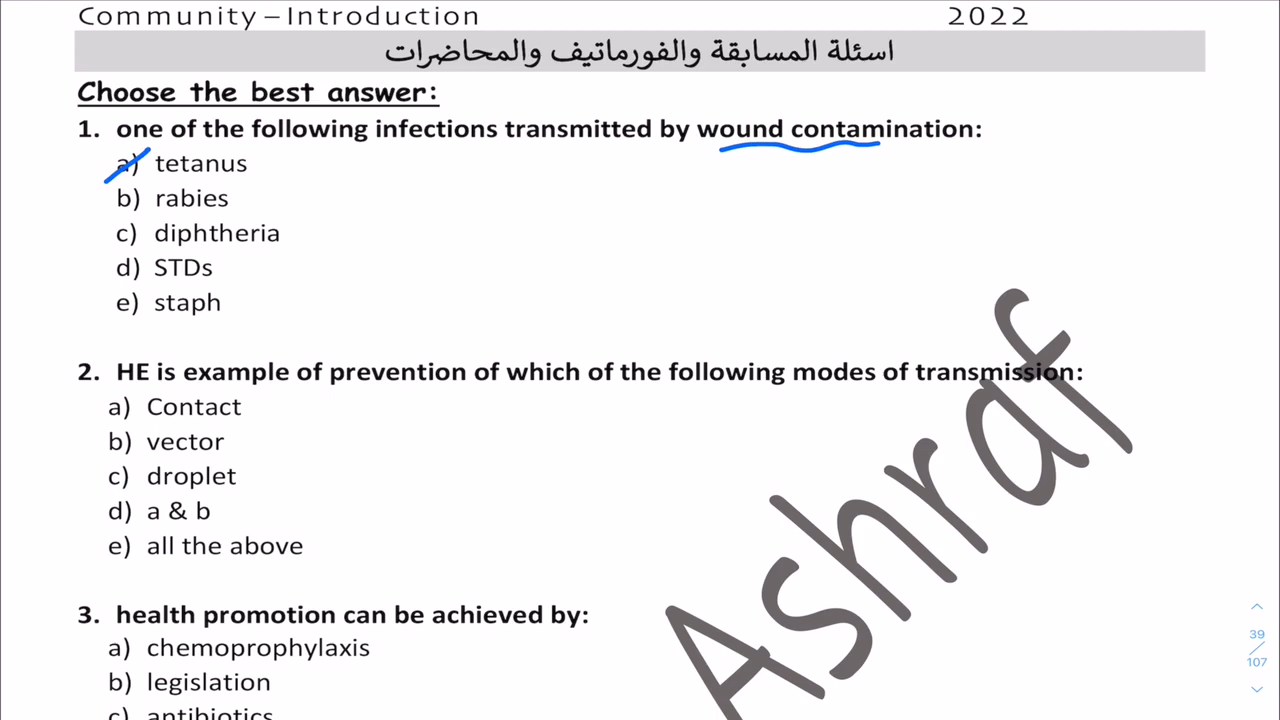 Community – Introduction 2022
اسئلة المسابقة والفورماتيف والمحاضرات
Choose the best answer:
1. one of the following infections transmitted by wound contamination:
a) tetanus
b) rabies
c) diphtheria
d) STDs
e) staph
2. HE is example of prevention of which of the following modes of transmission:
a) Contact
b) vector
c) droplet
d) a & b
e) all the above
3. health promotion can be achieved by:
a) chemoprophylaxis
b) legislation
c) antibiotics
Ashraf
39
107